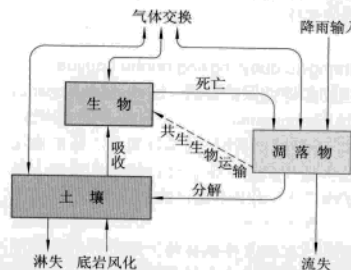 气体交换
降雨输入
死亡
生物
吸收
共生生物运输
凋落物
分解
土壤
淋失
底岩风化
流失